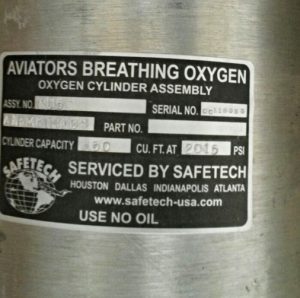 AVIATORS BREATHING OXYGEN
OXYGEN CYLINDER ASSEMBLY
ASSY. NO. SERIAL NO.
PART NO.
CYLINDER CAPACITY CU. FT. AT 2015 PSI
SAFETECH
SERVICED BY SAFETECH
HOUSTON DALLAS INDIANAPOLIS ATLANTA
www.safetech-usa.com
USE NO OIL